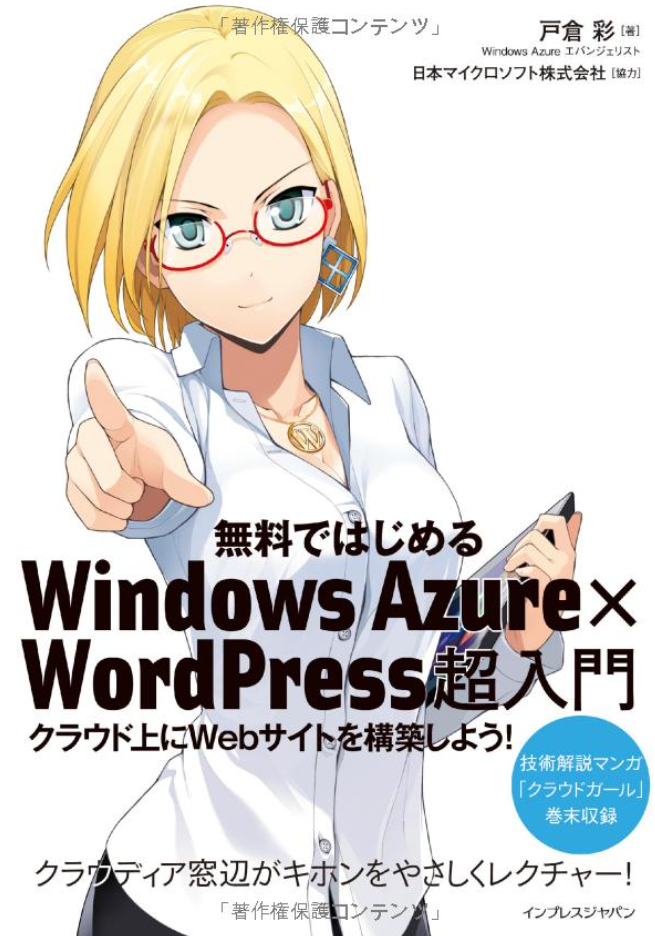 「著作権保護コンテンツ」
戸倉 彩 [著]
Windows Azure エバンジェリスト
日本マイクロソフト株式会社 [協力]
W
無料ではじめる
Windows Azure×
WordPress超入門
クラウド上にWebサイトを構築しよう!
技術解説マンガ
「クラウドガール」
巻末収録
クラウディア窓辺がキホンをやさしくレクチャー!
「著作権保護コンテンツ」
インプレスジャパン